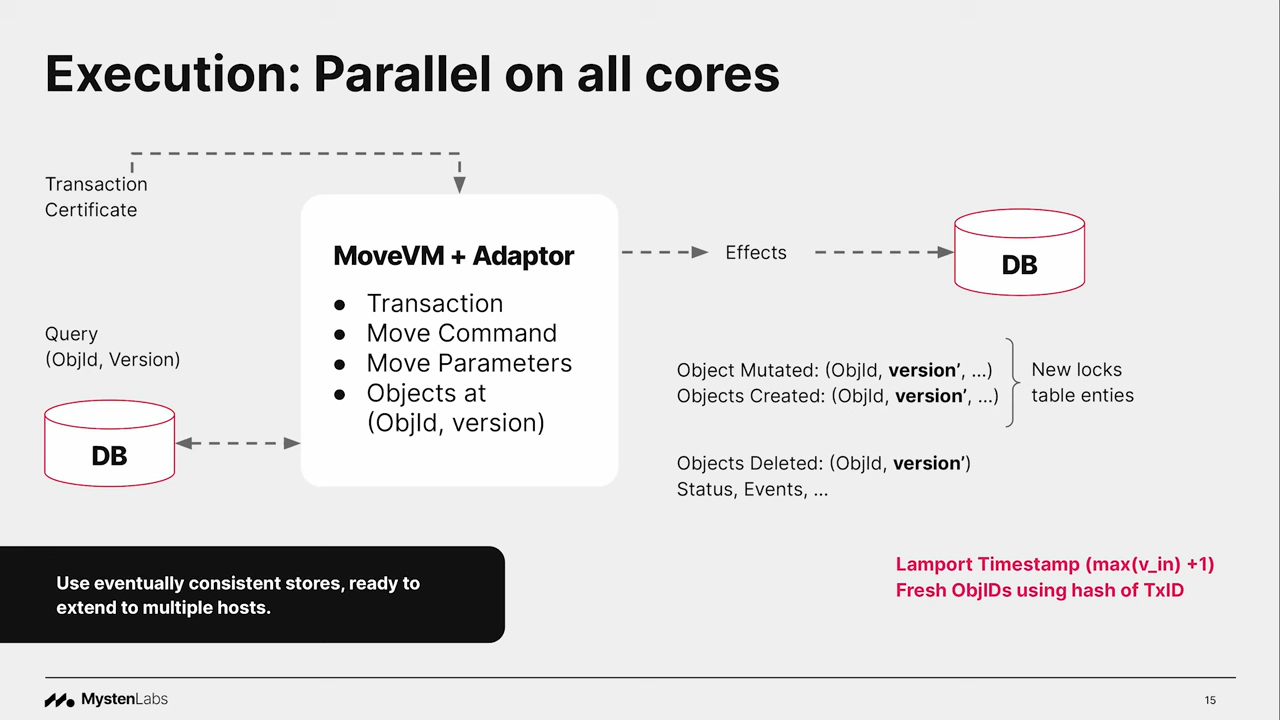 Execution: Parallel on all cores
Transaction
Certificate
Query
(ObjId, Version)
DB
MoveVM + Adaptor
● Transaction
● Move Command
● Move Parameters
● Objects at
(ObjId, version)
Effects
DB
Object Mutated: (ObjId, version’, ...)
Objects Created: (ObjId, version’, ...)
New locks
table enties
Objects Deleted: (ObjId, version’)
Status, Events, ...
Use eventually consistent stores, ready to
extend to multiple hosts.
Lamport Timestamp (max(v_in) +1)
Fresh ObjIDs using hash of TxID
MystenLabs
15